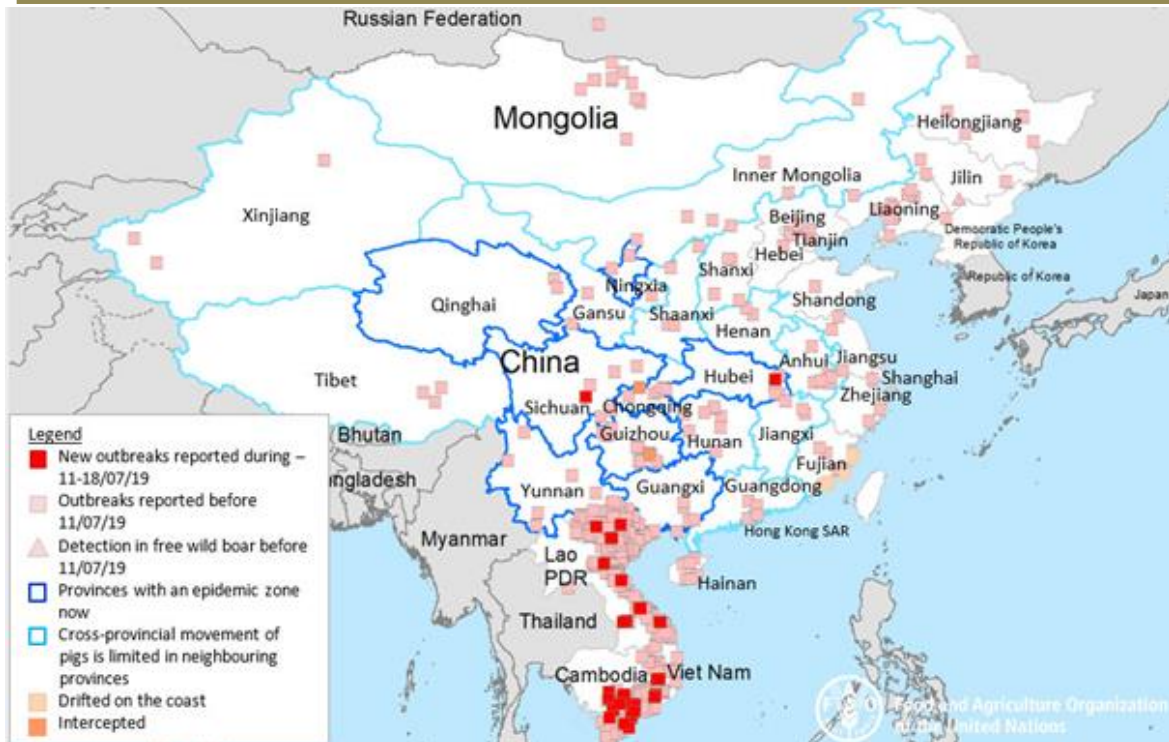 Russian Federation
Mongolia
Heilongjiang
Inner Mongolia
Jilin
Xinjiang
Beijing
Liaoning
Tianjin
Democratic People's
Republic of Korea
Hebei
Shanxi
Republic of Korea
Ningxia
Qinghai
Shandong
Japan
Gansu
Shaanxi
Henan
China
Anhui
Jiangsu
Tibet
Hubei
Shanghai
Sichuan
Chongqing
Zhejiang
Bhutan
Guizhou
Hunan
Jiangxi
Fujian
ngladesh
Yunnan
Guangxi
Guangdong
Hong Kong SAR
Myanmar
Lao
PDR
Hainan
Thailand
Cambodia
Viet Nam
Legend
New outbreaks reported during –
11-18/07/19
Outbreaks reported before
11/07/19
Detection in free wild boar before
11/07/19
Provinces with an epidemic zone
now
Cross-provincial movement of
pigs is limited in neighbouring
provinces
Drifted on the coast
Intercepted
Food and Agriculture Organization
of the United Nations